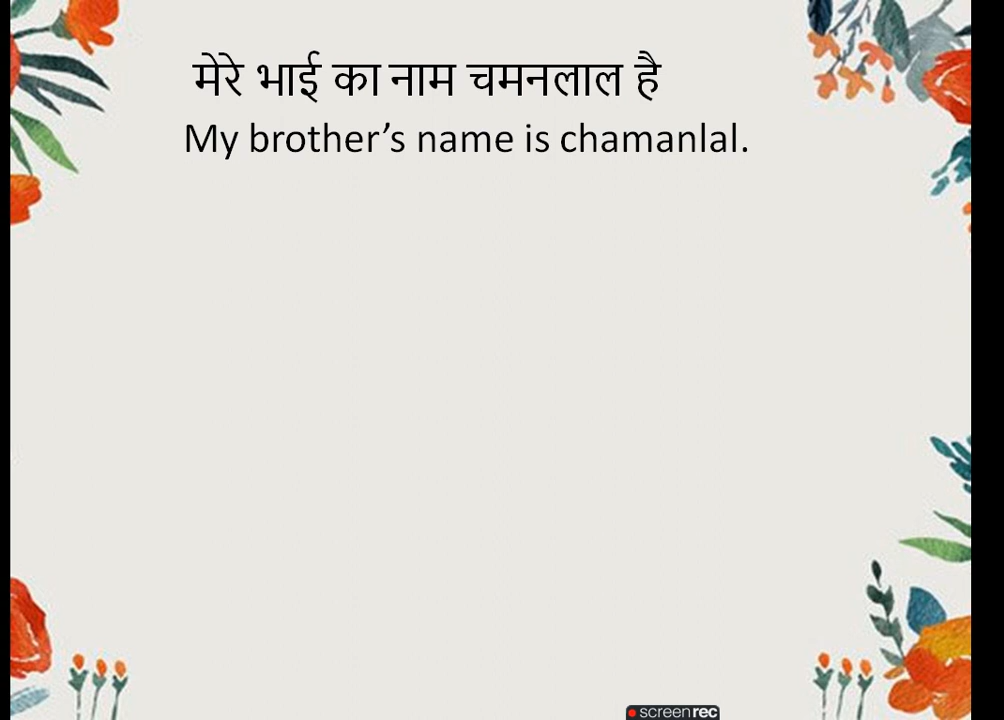 मेरे भाई का नाम चमनलाल है
My brother’s name is chamanlal.
screenrec